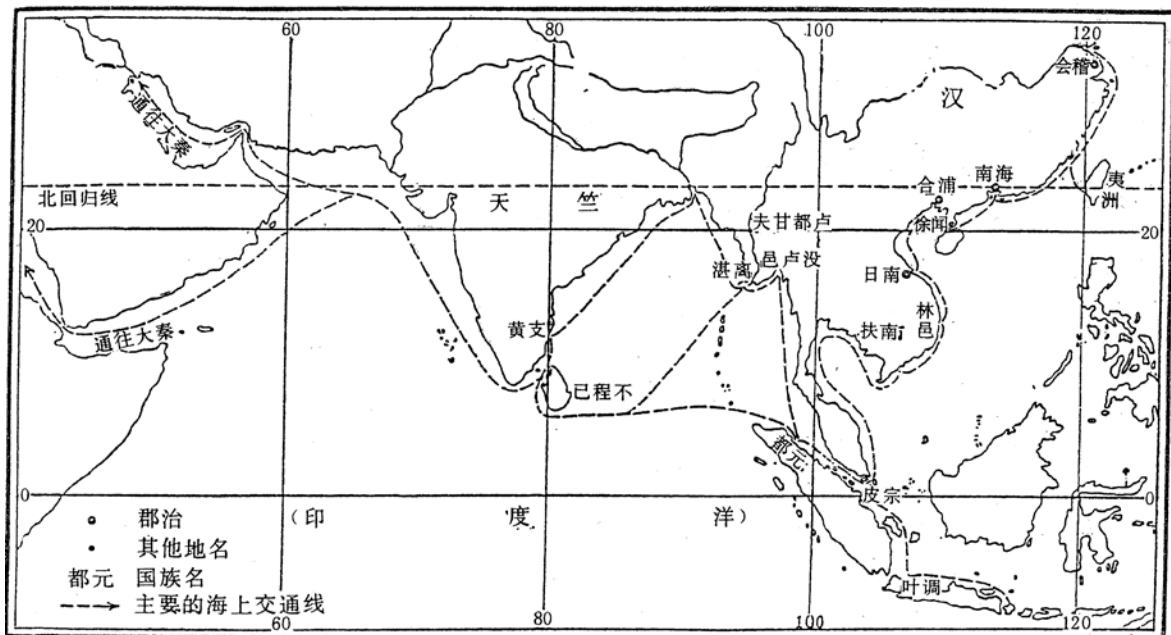 60
80
100
120
会稽
汉
通往大秦
北回归线
合浦
南海
夷洲
天竺
徐闻
20
夫甘都卢
20
湛离
邑卢没
日南
林邑
通往大秦
黄支
扶南
已程不
都元
皮宗
0
0
(印度洋)
郡治
其他地名
都元 国族名
主要的海上交通线
叶调
80
100
120